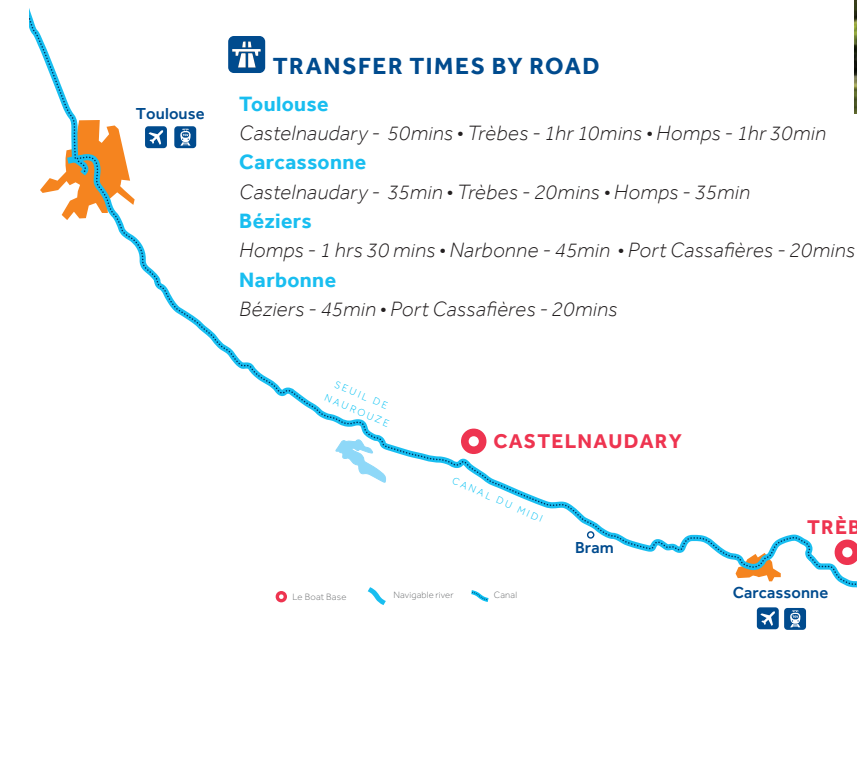 TRANSFER TIMES BY ROAD
Toulouse
Toulouse
Castelnaudary - 50mins • Trèbes - 1hr 10mins • Homps - 1hr 30min
Carcassonne
Castelnaudary - 35min • Trèbes - 20mins • Homps - 35min
Béziers
Homps - 1 hrs 30 mins • Narbonne - 45min • Port Cassafières - 20mins
Narbonne
Béziers - 45min • Port Cassafières - 20mins
SEUIL DE
NAUROUZE
CASTELNAUDARY
CANAL DU MIDI
TRÈB
Bram
Carcassonne
Le Boat Base
Navigable river
Canal